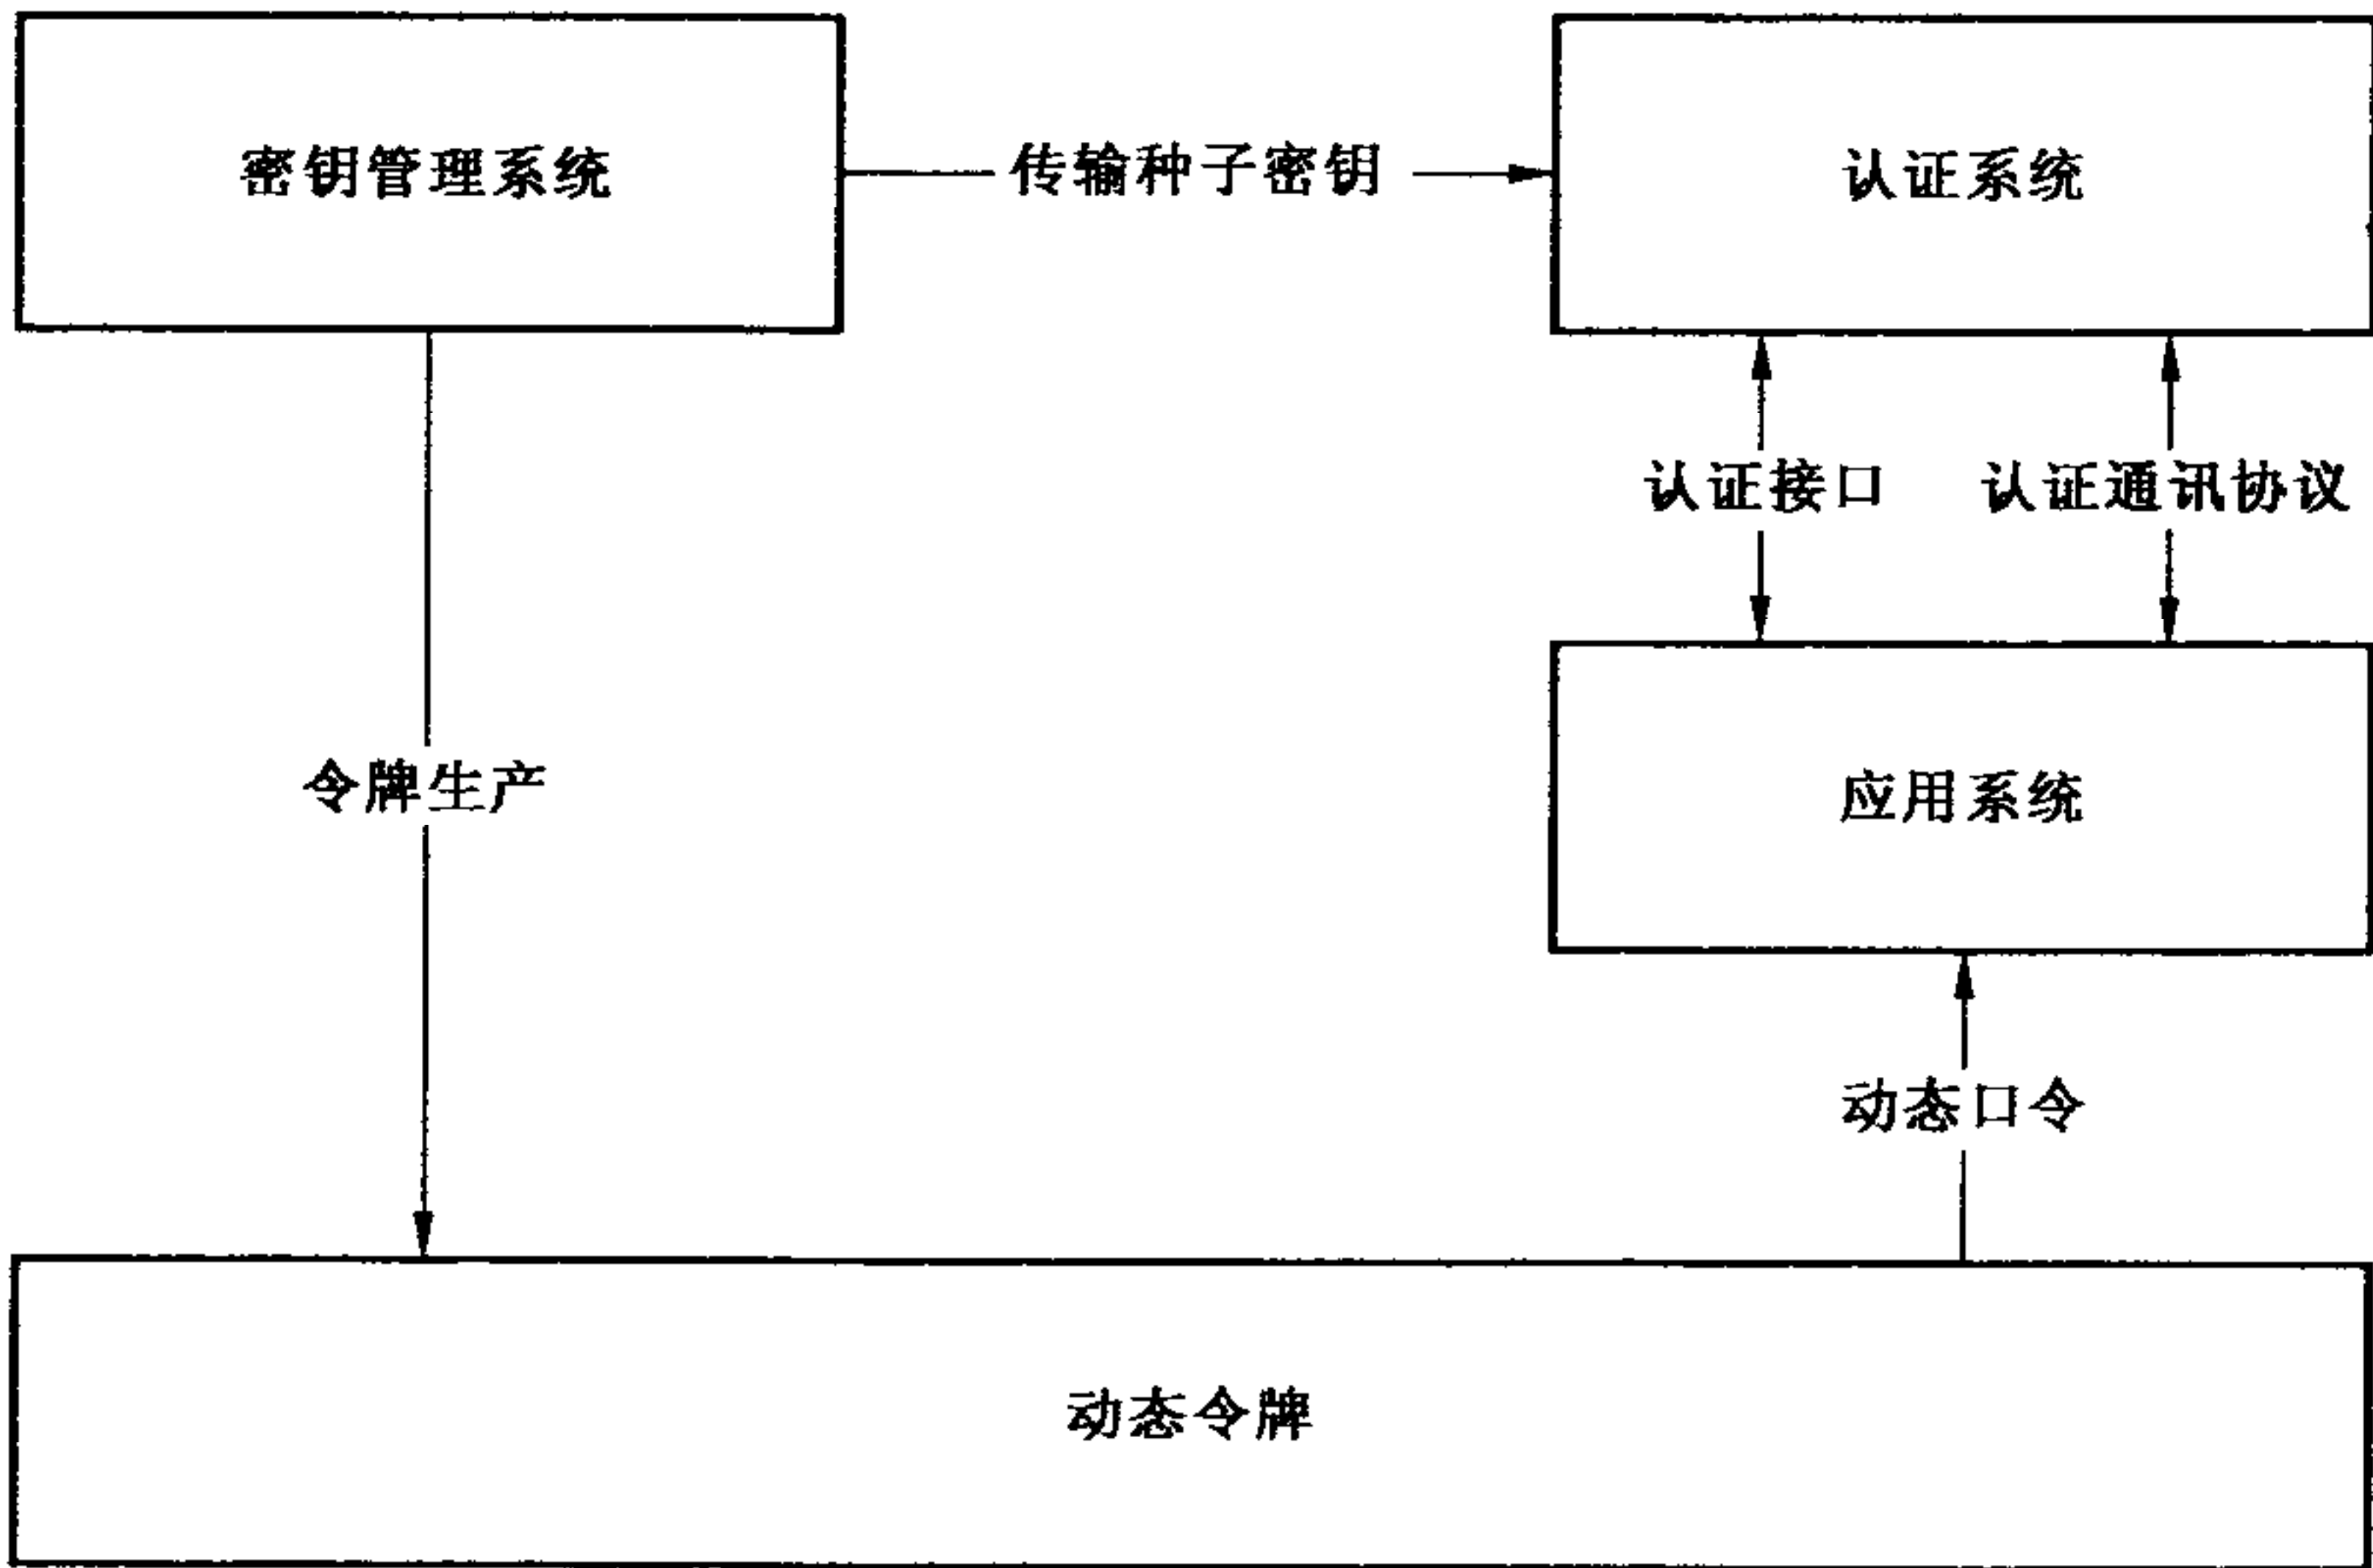 密钥管理系统
传输种子密钥
认证系统
认证接口
认证通讯协议
令牌生产
应用系统
动态口令
动态令牌